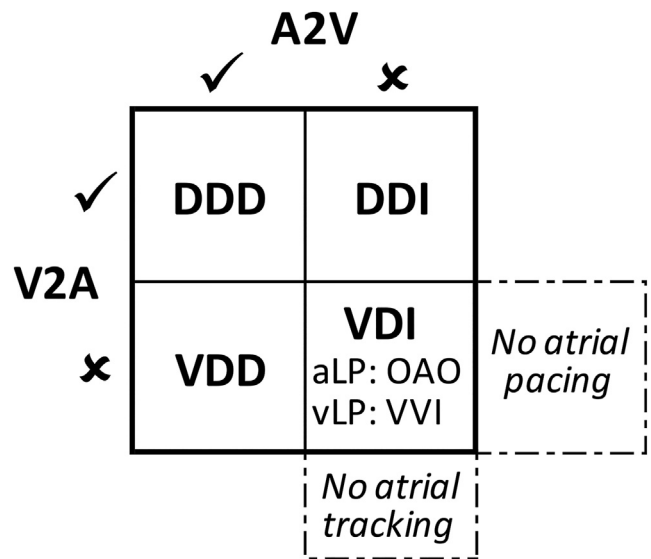 A2V
✓ ✘
✓ DDD DDI
V2A
✘ VDD VDI
aLP: OAO
vLP: VVI
No atrial
pacing
No atrial
tracking